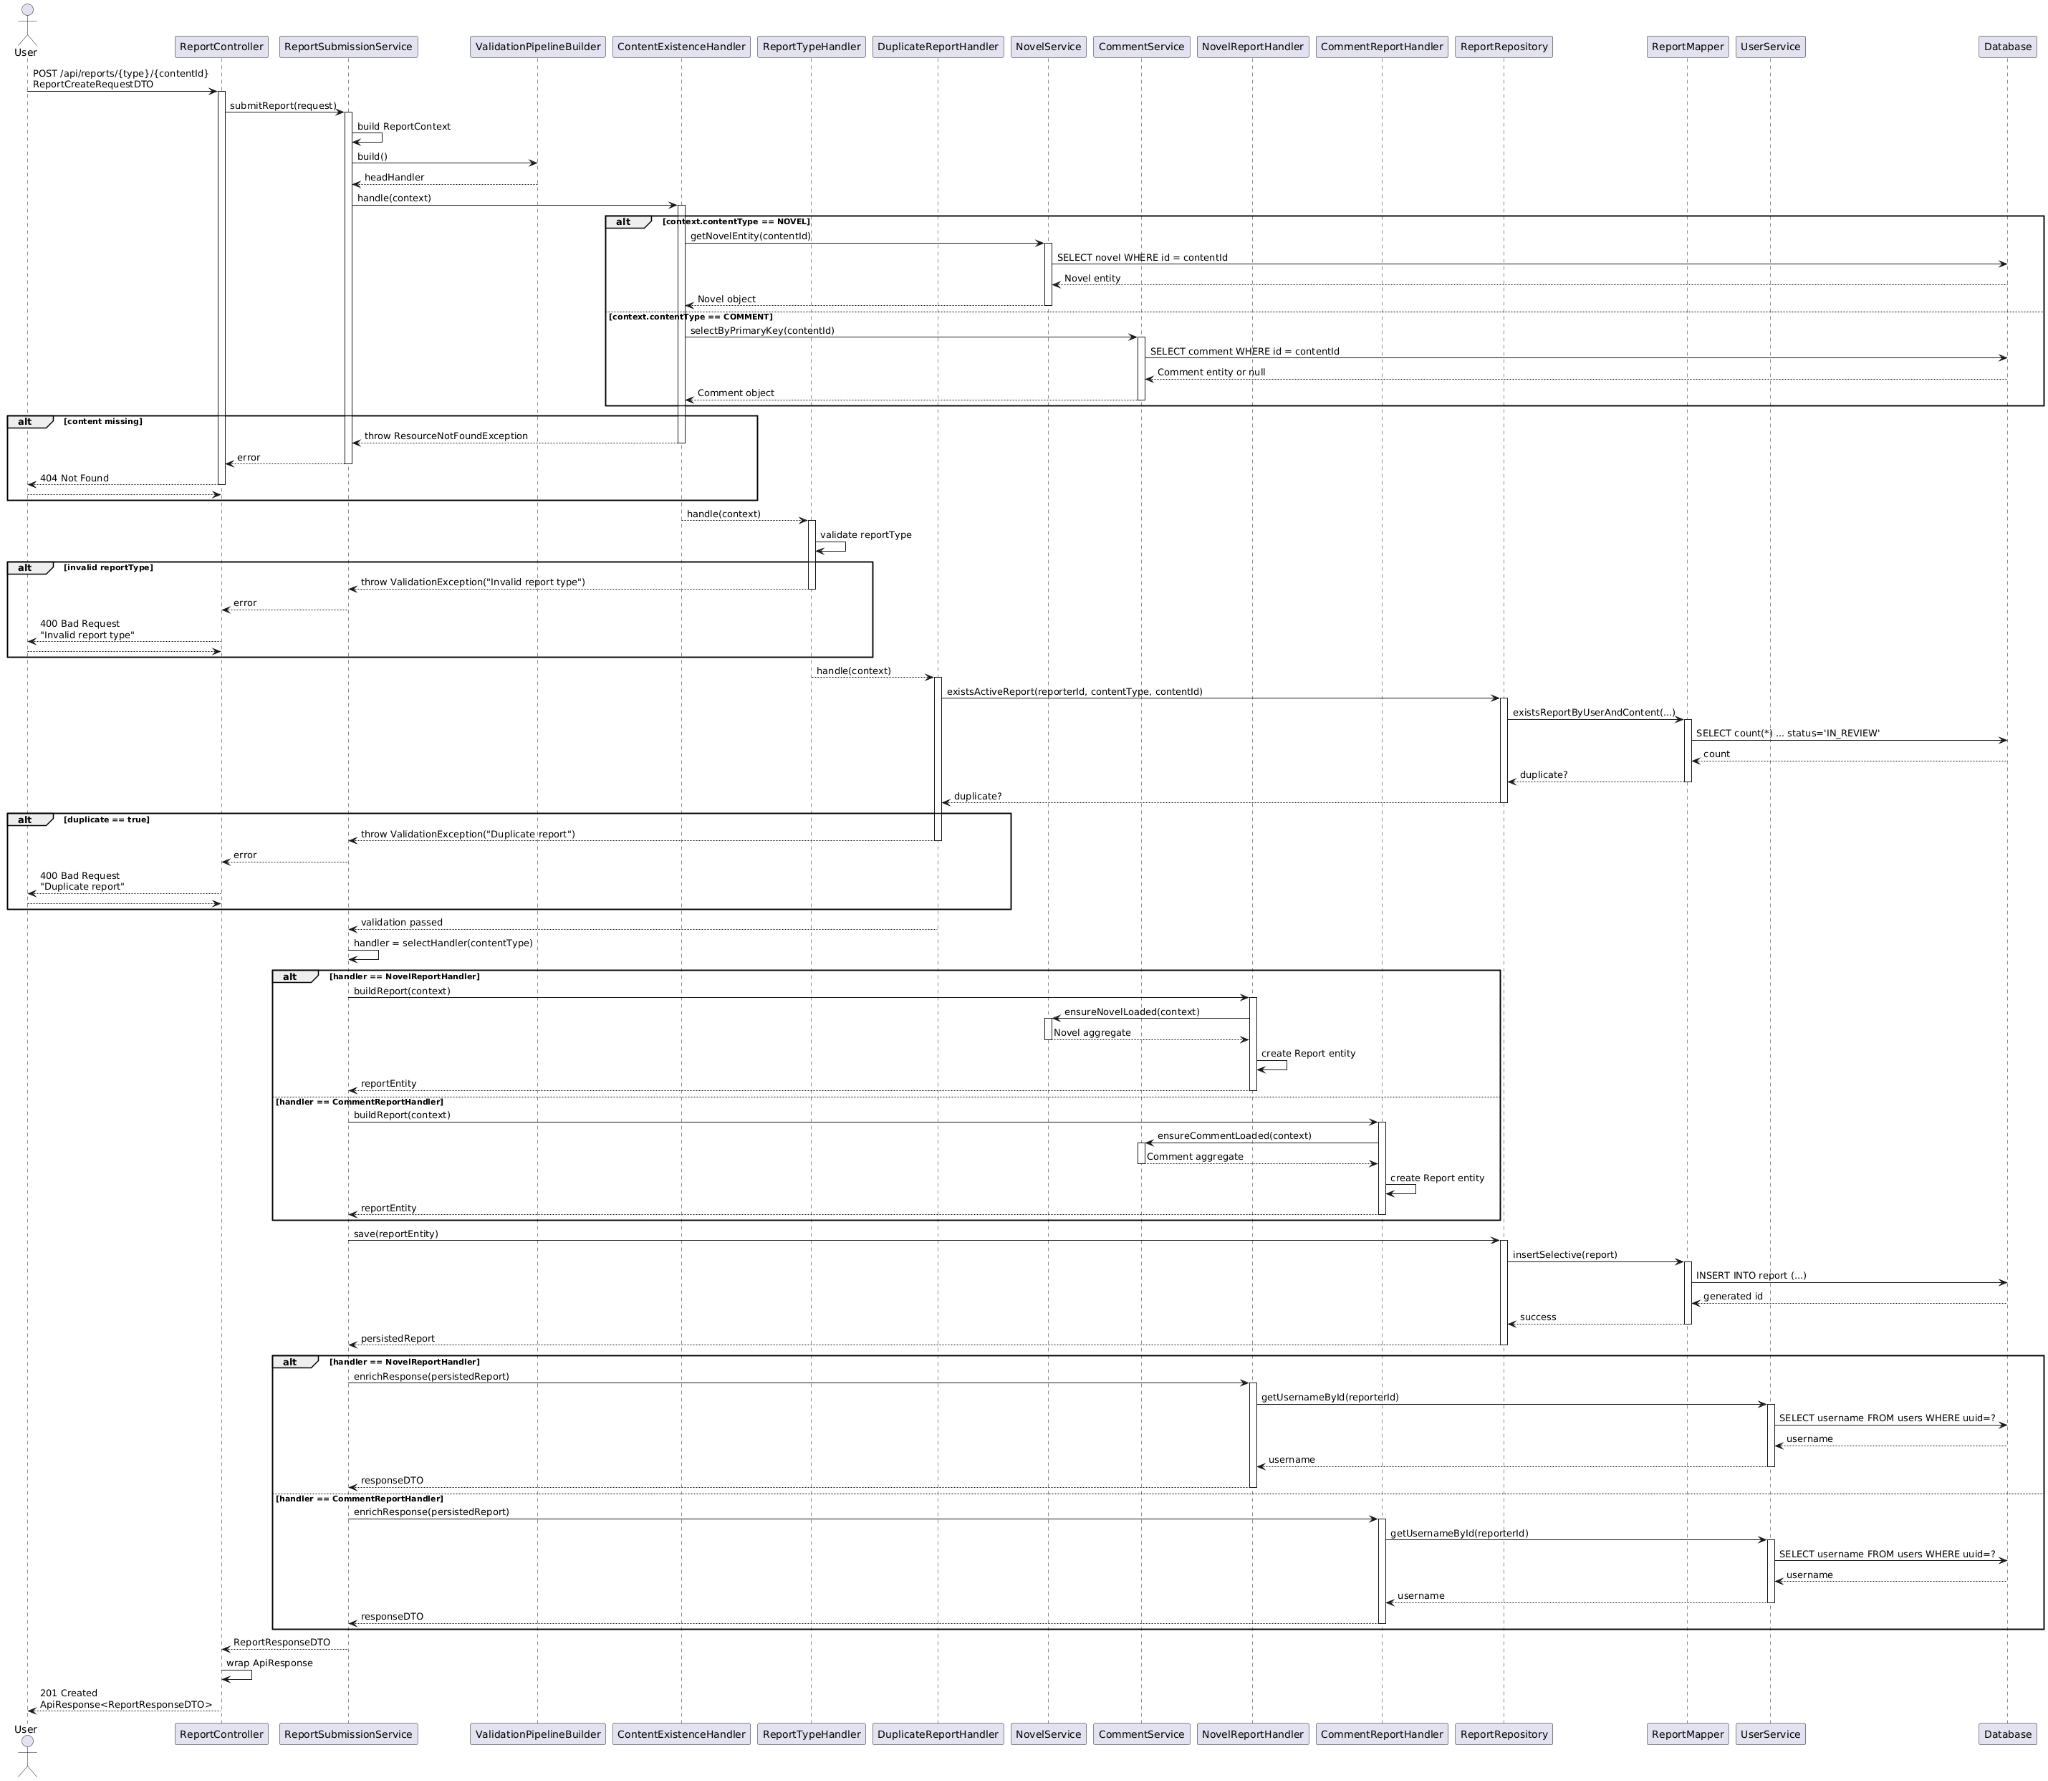 User
ReportController
ReportSubmissionService
ValidationPipelineBuilder
ContentExistenceHandler
ReportTypeHandler
DuplicateReportHandler
NovelService
CommentService
NovelReportHandler
CommentReportHandler
ReportRepository
ReportMapper
UserService
Database
POST /api/reports/{type}/{contentId}
ReportCreateRequestDTO
submitReport(request)
build ReportContext
build()
headHandler
handle(context)
alt [context.contentType == NOVEL]
getNovelEntity(contentId)
SELECT novel WHERE id = contentId
Novel entity
Novel object
[context.contentType == COMMENT]
selectByPrimaryKey(contentId)
SELECT comment WHERE id = contentId
Comment entity or null
Comment object
alt [content missing]
throw ResourceNotFoundException
error
404 Not Found
handle(context)
validate reportType
alt [invalid reportType]
throw ValidationException("Invalid report type")
error
400 Bad Request
"Invalid report type"
handle(context)
existsActiveReport(reporterId, contentType, contentId)
existsReportByUserAndContent(...)
SELECT count(*) ... status='IN_REVIEW'
count
duplicate?
duplicate?
alt [duplicate == true]
throw ValidationException("Duplicate report")
error
400 Bad Request
"Duplicate report"
validation passed
handler = selectHandler(contentType)
alt [handler == NovelReportHandler]
buildReport(context)
ensureNovelLoaded(context)
Novel aggregate
create Report entity
reportEntity
[handler == CommentReportHandler]
buildReport(context)
ensureCommentLoaded(context)
Comment aggregate
create Report entity
reportEntity
save(reportEntity)
insertSelective(report)
INSERT INTO report (...)
generated id
success
persistedReport
alt [handler == NovelReportHandler]
enrichResponse(persistedReport)
getUsernameById(reporterId)
SELECT username FROM users WHERE uuid=?
username
username
responseDTO
[handler == CommentReportHandler]
enrichResponse(persistedReport)
getUsernameById(reporterId)
SELECT username FROM users WHERE uuid=?
username
username
responseDTO
ReportResponseDTO
wrap ApiResponse
201 Created
ApiResponse<ReportResponseDTO>
User
ReportController
ReportSubmissionService
ValidationPipelineBuilder
ContentExistenceHandler
ReportTypeHandler
DuplicateReportHandler
NovelService
CommentService
NovelReportHandler
CommentReportHandler
ReportRepository
ReportMapper
UserService
Database